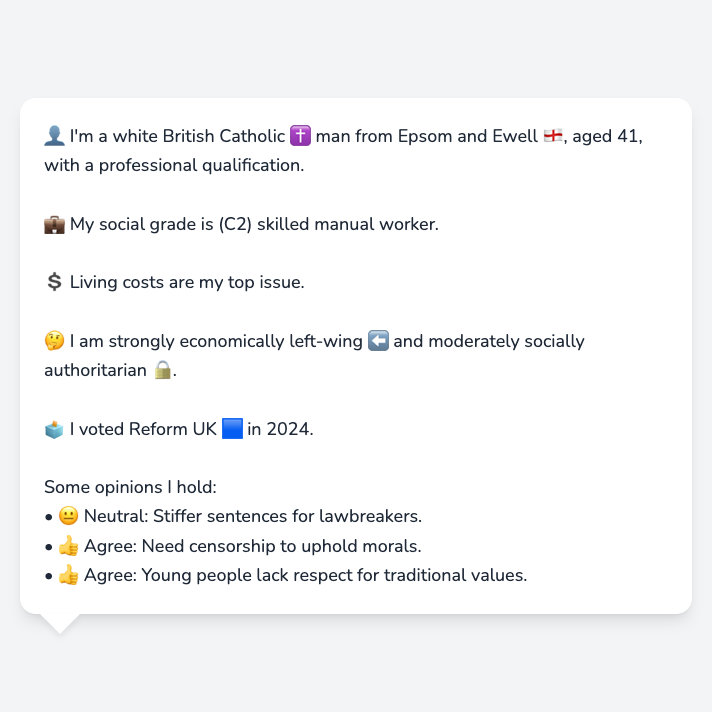 👤 I'm a white British Catholic ✝️ man from Epsom and Ewell 🏴󠁧󠁢󠁥󠁮󠁧󠁿, aged 41,
with a professional qualification.
💼 My social grade is (C2) skilled manual worker.
💲 Living costs are my top issue.
🤔 I am strongly economically left-wing ⬅️ and moderately socially
authoritarian 🔒.
🗳️ I voted Reform UK 🟦 in 2024.
Some opinions I hold:
• 😐 Neutral: Stiffer sentences for lawbreakers.
• 👍 Agree: Need censorship to uphold morals.
• 👍 Agree: Young people lack respect for traditional values.